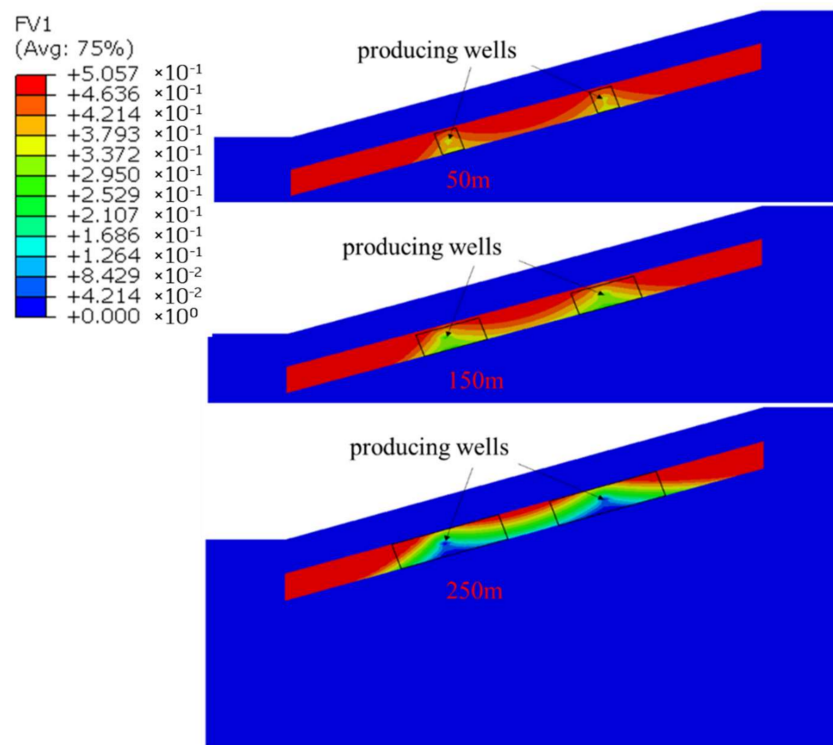 FV1
(Avg: 75%)
+5.057 ×10⁻¹
+4.636 ×10⁻¹
+4.214 ×10⁻¹
+3.793 ×10⁻¹
+3.372 ×10⁻¹
+2.950 ×10⁻¹
+2.529 ×10⁻¹
+2.107 ×10⁻¹
+1.686 ×10⁻¹
+1.264 ×10⁻¹
+8.429 ×10⁻²
+4.214 ×10⁻²
+0.000 ×10⁰
producing wells
50m
producing wells
150m
producing wells
250m